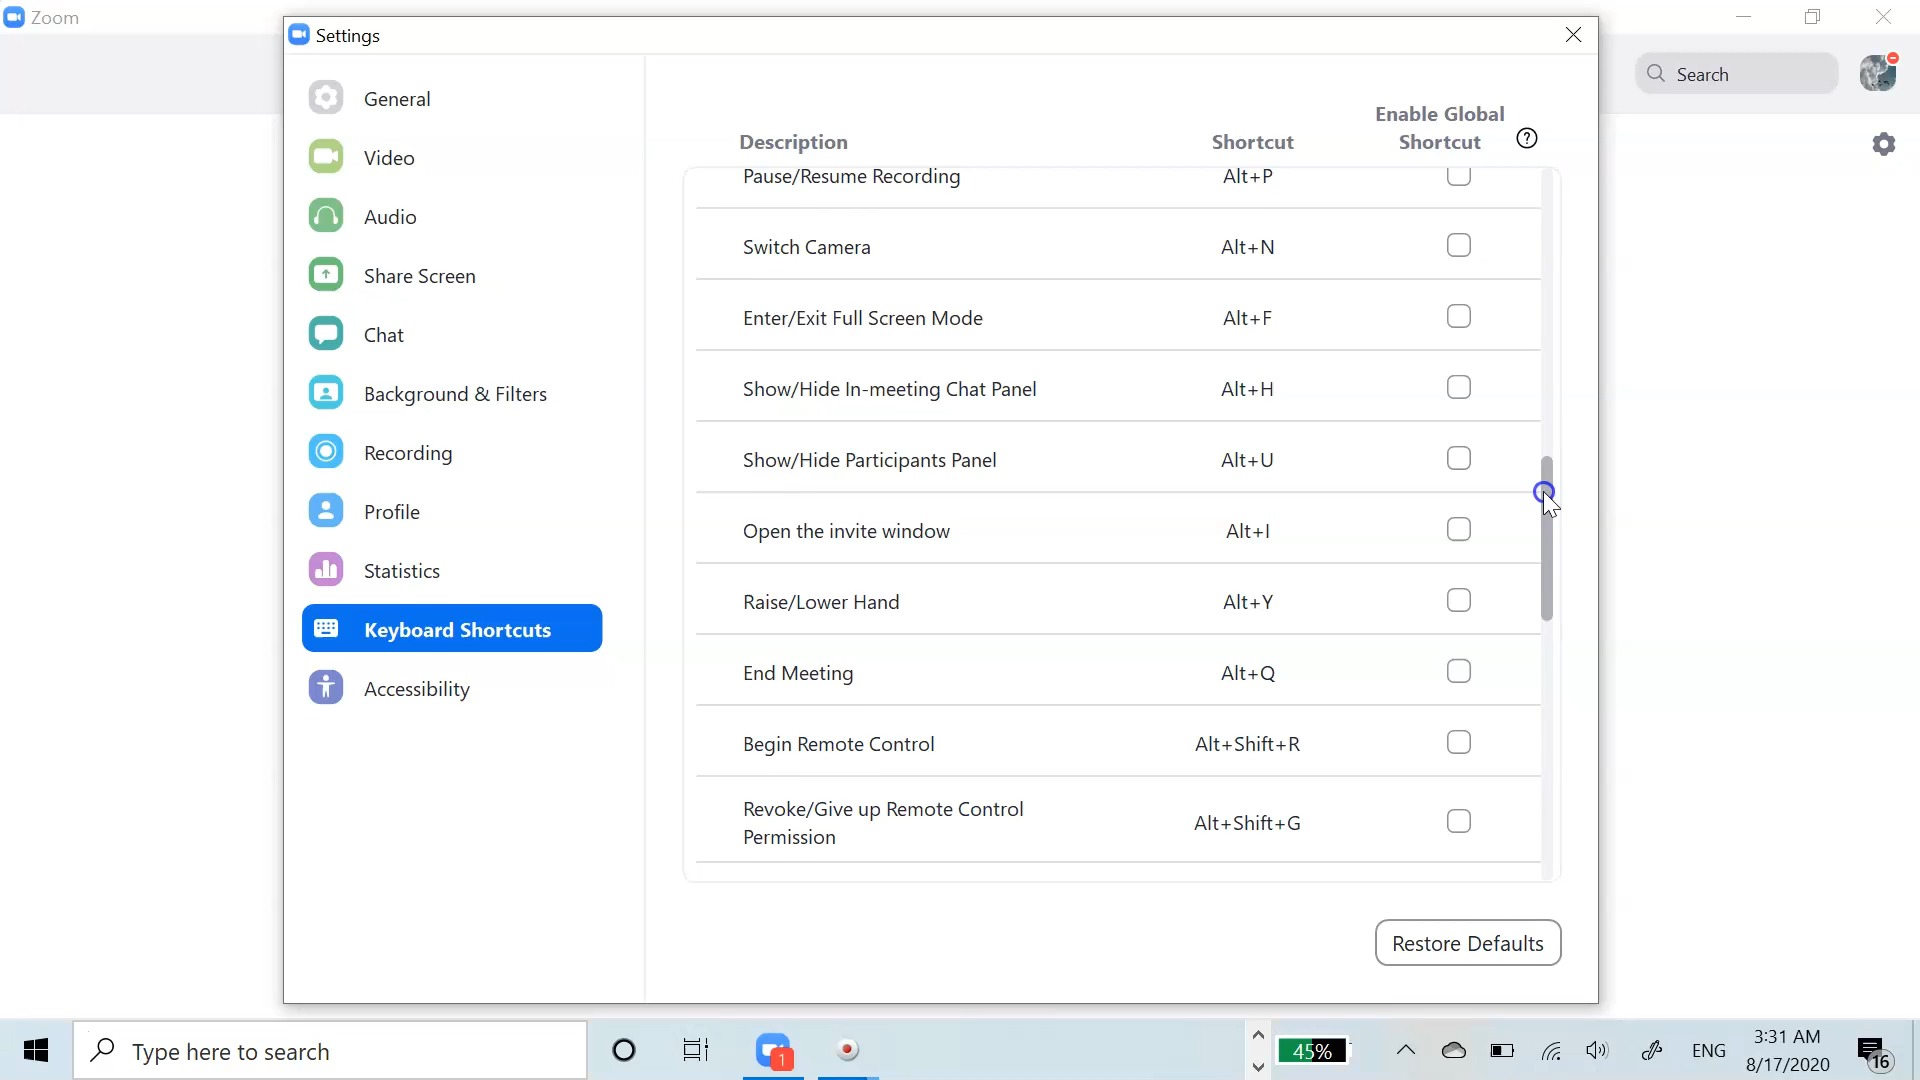 Zoom
Settings
Search
General
Video
Audio
Share Screen
Chat
Background & Filters
Recording
Profile
Statistics
Keyboard Shortcuts
Accessibility
Enable Global
Description Shortcut Shortcut ?
Pause/Resume Recording Alt+P
Switch Camera Alt+N
Enter/Exit Full Screen Mode Alt+F
Show/Hide In-meeting Chat Panel Alt+H
Show/Hide Participants Panel Alt+U
Open the invite window Alt+I
Raise/Lower Hand Alt+Y
End Meeting Alt+Q
Begin Remote Control Alt+Shift+R
Revoke/Give up Remote Control
Permission Alt+Shift+G
Restore Defaults
Type here to search
1
45%
ENG
3:31 AM
8/17/2020
16